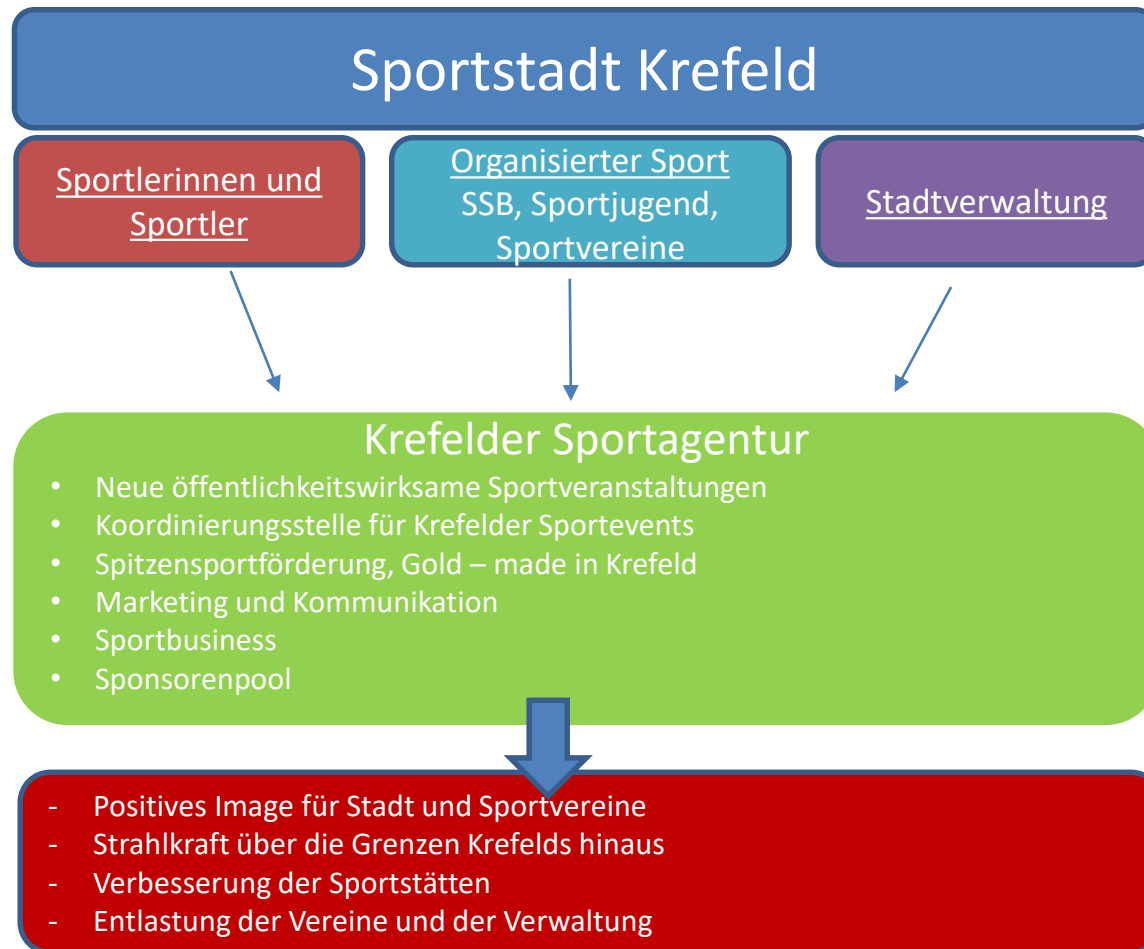 Sportstadt Krefeld
Sportlerinnen und
Sportler
Organisierter Sport
SSB, Sportjugend,
Sportvereine
Stadtverwaltung
Krefelder Sportagentur
• Neue öffentlichkeitswirksame Sportveranstaltungen
• Koordinierungsstelle für Krefelder Sportevents
• Spitzensportförderung, Gold – made in Krefeld
• Marketing und Kommunikation
• Sportbusiness
• Sponsorenpool
- Positives Image für Stadt und Sportvereine
- Strahlkraft über die Grenzen Krefelds hinaus
- Verbesserung der Sportstätten
- Entlastung der Vereine und der Verwaltung